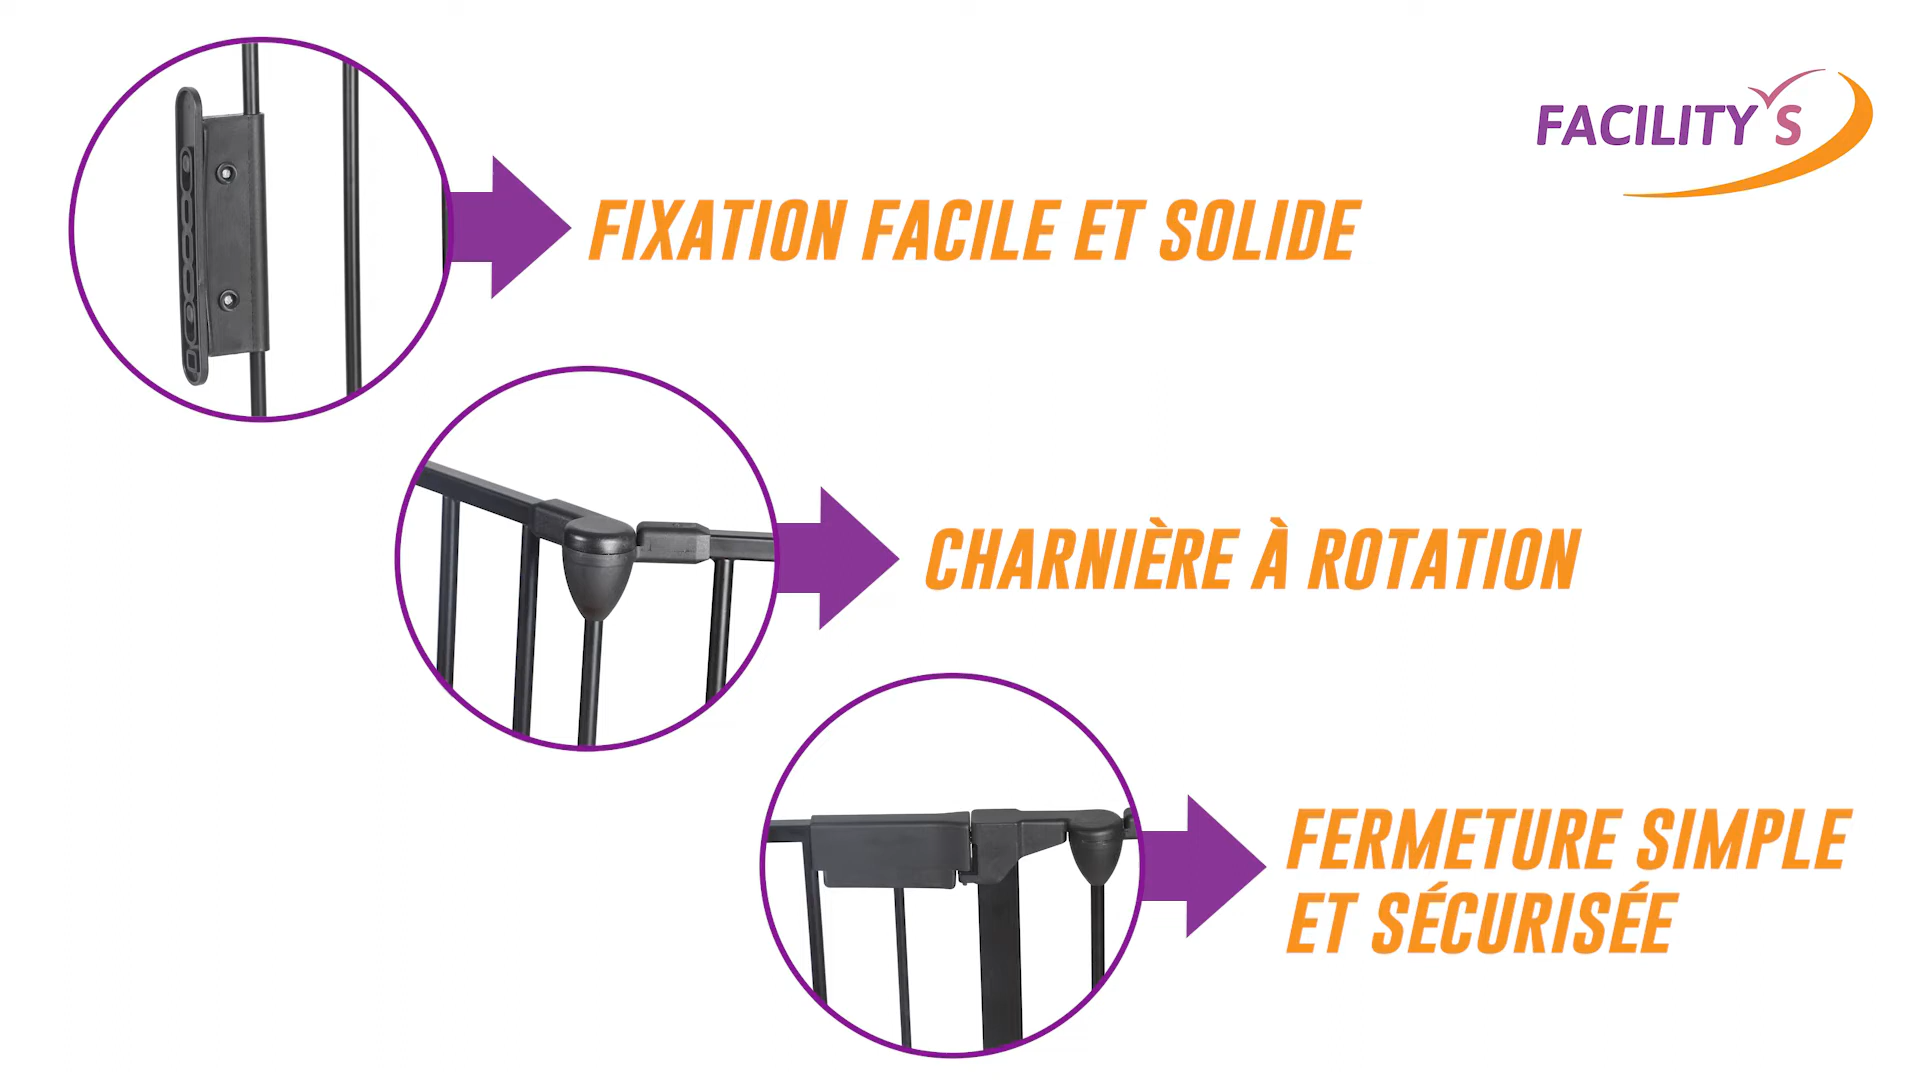 FACILITY'S
FIXATION FACILE ET SOLIDE
CHARNIÈRE À ROTATION
FERMETURE SIMPLE
ET SÉCURISÉE